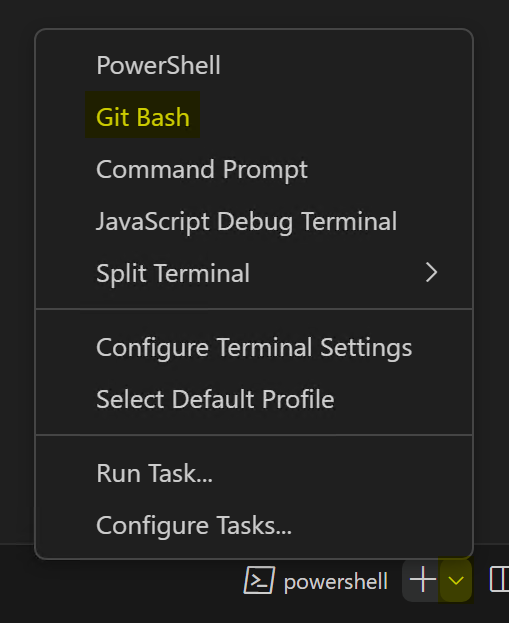 PowerShell
Git Bash
Command Prompt
JavaScript Debug Terminal
Split Terminal
Configure Terminal Settings
Select Default Profile
Run Task...
Configure Tasks...
powershell